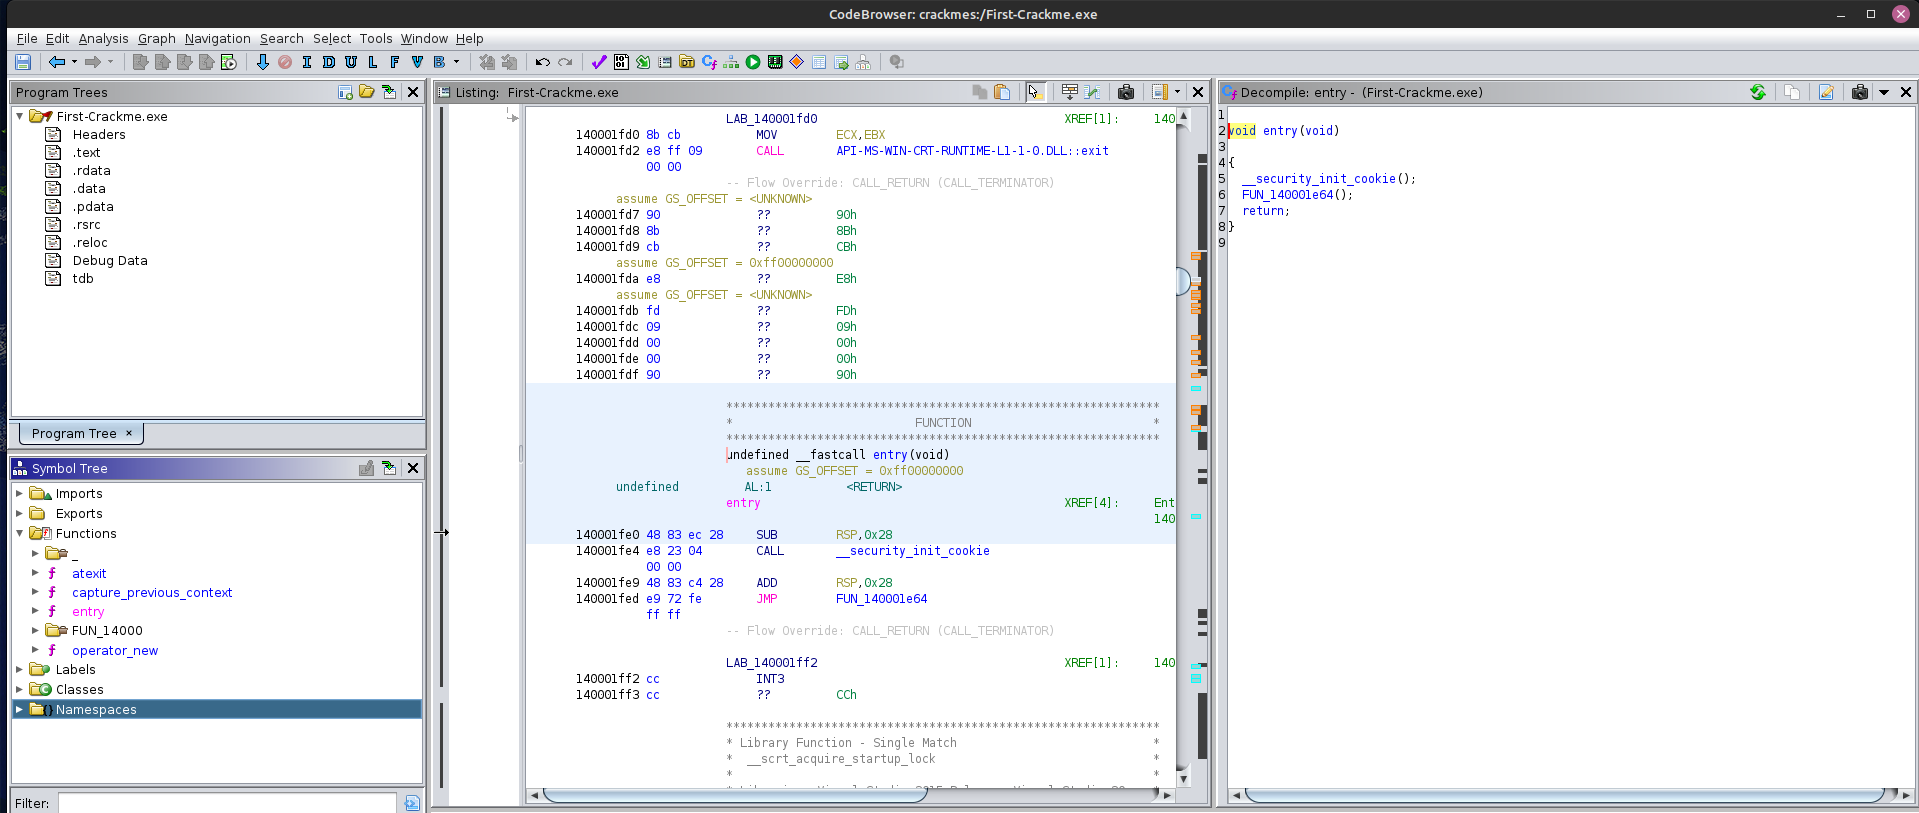 CodeBrowser: crackmes:/First-Crackme.exe
File Edit Analysis Graph Navigation Search Select Tools Window Help
I D U L F V B
Program Trees
First-Crackme.exe
Headers
.text
.rdata
.data
.pdata
.rsrc
.reloc
Debug Data
tdb
Program Tree ×
Symbol Tree
Imports
Exports
Functions
_
f atexit
f capture_previous_context
f entry
FUN_14000
f operator_new
Labels
Classes
Namespaces
Filter:
Listing: First-Crackme.exe
LAB_140001fd0 XREF[1]: 140
140001fd0 8b cb MOV ECX,EBX
140001fd2 e8 ff 09 CALL API-MS-WIN-CRT-RUNTIME-L1-1-0.DLL::exit
00 00
-- Flow Override: CALL_RETURN (CALL_TERMINATOR)
assume GS_OFFSET = <UNKNOWN>
140001fd7 90 ?? 90h
140001fd8 8b ?? 8Bh
140001fd9 cb ?? CBh
assume GS_OFFSET = 0xff00000000
140001fda e8 ?? E8h
assume GS_OFFSET = <UNKNOWN>
140001fdb fd ?? FDh
140001fdc 09 ?? 09h
140001fdd 00 ?? 00h
140001fde 00 ?? 00h
140001fdf 90 ?? 90h
**************************************************************
* FUNCTION *
**************************************************************
undefined __fastcall entry(void)
assume GS_OFFSET = 0xff00000000
undefined AL:1 <RETURN>
entry XREF[4]: Ent
140
140001fe0 48 83 ec 28 SUB RSP,0x28
140001fe4 e8 23 04 CALL __security_init_cookie
00 00
140001fe9 48 83 c4 28 ADD RSP,0x28
140001fed e9 72 fe JMP FUN_140001e64
ff ff
-- Flow Override: CALL_RETURN (CALL_TERMINATOR)
LAB_140001ff2 XREF[1]: 140
140001ff2 cc INT3
140001ff3 cc ?? CCh
**************************************************************
* Library Function - Single Match *
* __scrt_acquire_startup_lock *
* *
Decompile: entry - (First-Crackme.exe)
1
2 void entry(void)
3
4 {
5 __security_init_cookie();
6 FUN_140001e64();
7 return;
8 }
9